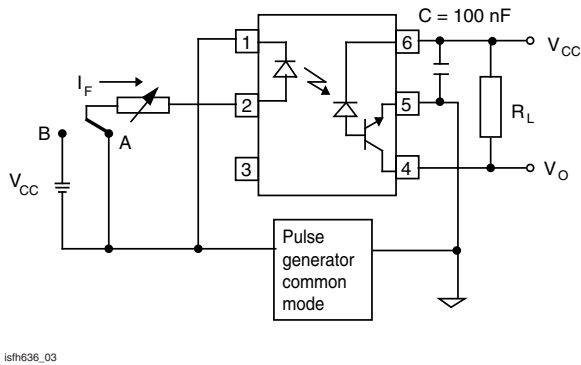 C = 100 nF
1
6
V CC
I F
2
5
R L
B
A
3
4
V O
V CC
Pulse
generator
common
mode
isfh636_03